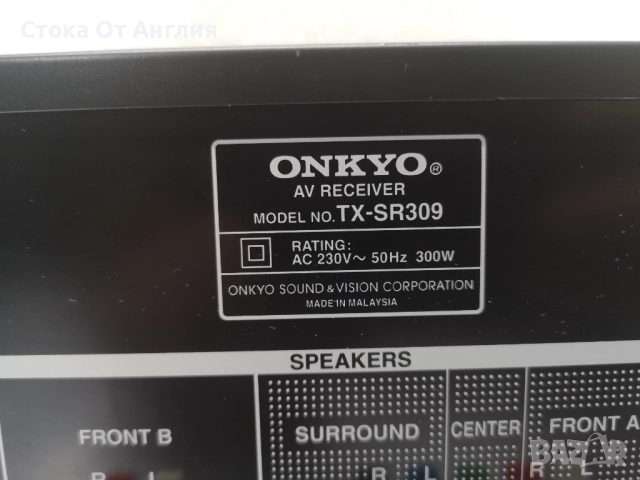 Стока От Англия
ONKYO®
AV RECEIVER
MODEL NO. TX-SR309
RATING:
AC 230V~ 50Hz 300W
ONKYO SOUND & VISION CORPORATION
MADE IN MALAYSIA
SPEAKERS
FRONT B
SURROUND
CENTER
FRONT A
R L R L R L
BAZAR